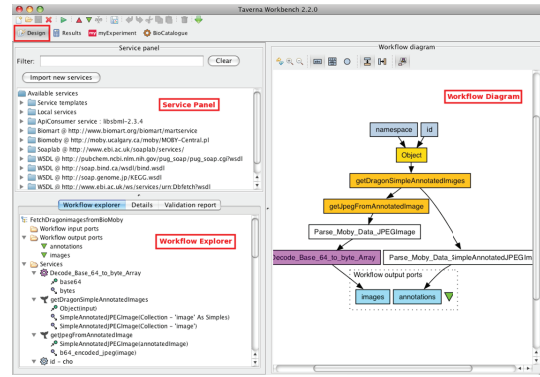 Taverna Workbench 2.2.0
Design Results myExperiment BioCatalogue
Service panel
Filter: Clear
Import new services
Available services
Service templates
Local services
ApiConsumer service : libsbml-2.3.4
Biomart @ http://www.biomart.org/biomart/martservice
Biomoby @ http://moby.ucalgary.ca/moby/MOBY-Central.pl
Soaplab @ http://www.ebi.ac.uk/soaplab/services/
WSDL @ http://pubchem.ncbi.nlm.nih.gov/pug_soap/pug_soap.cgi?wsdl
WSDL @ http://soap.bind.ca/wsdl/bind.wsdl
WSDL @ http://soap.genome.jp/KEGG.wsdl
WSDL @ http://www.ebi.ac.uk/ws/services/urn:Dbfetch?wsdl
Service Panel
Workflow explorer Details Validation report
FetchDragonimagesfromBioMoby
Workflow input ports
Workflow output ports
annotations
images
Services
Decode_Base_64_to_byte_Array
base64
bytes
getDragonSimpleAnnotatedImages
Object(input)
SimpleAnnotatedJPEGImage(Collection - 'image' As Simples)
SimpleAnnotatedJPEGImage(Collection - 'image')
getJpegFromAnnotatedImage
SimpleAnnotatedJPEGImage(annotatedImage)
b64_encoded_jpeg(image)
id - cho
Workflow Explorer
Workflow diagram
Workflow Diagram
namespace id
Object
getDragonSimpleAnnotatedImages
getJpegFromAnnotatedImage
Parse_Moby_Data_JPEGImage
Decode_Base_64_to_byte_Array Parse_Moby_Data_SimpleAnnotatedJPEGIm
Workflow output ports
images annotations